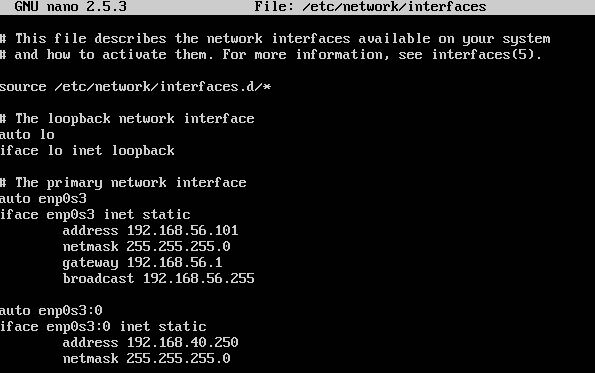 GNU nano 2.5.3 File: /etc/network/interfaces
# This file describes the network interfaces available on your system
# and how to activate them. For more information, see interfaces(5).
source /etc/network/interfaces.d/*
# The loopback network interface
auto lo
iface lo inet loopback
# The primary network interface
auto enp0s3
iface enp0s3 inet static
address 192.168.56.101
netmask 255.255.255.0
gateway 192.168.56.1
broadcast 192.168.56.255
auto enp0s3:0
iface enp0s3:0 inet static
address 192.168.40.250
netmask 255.255.255.0